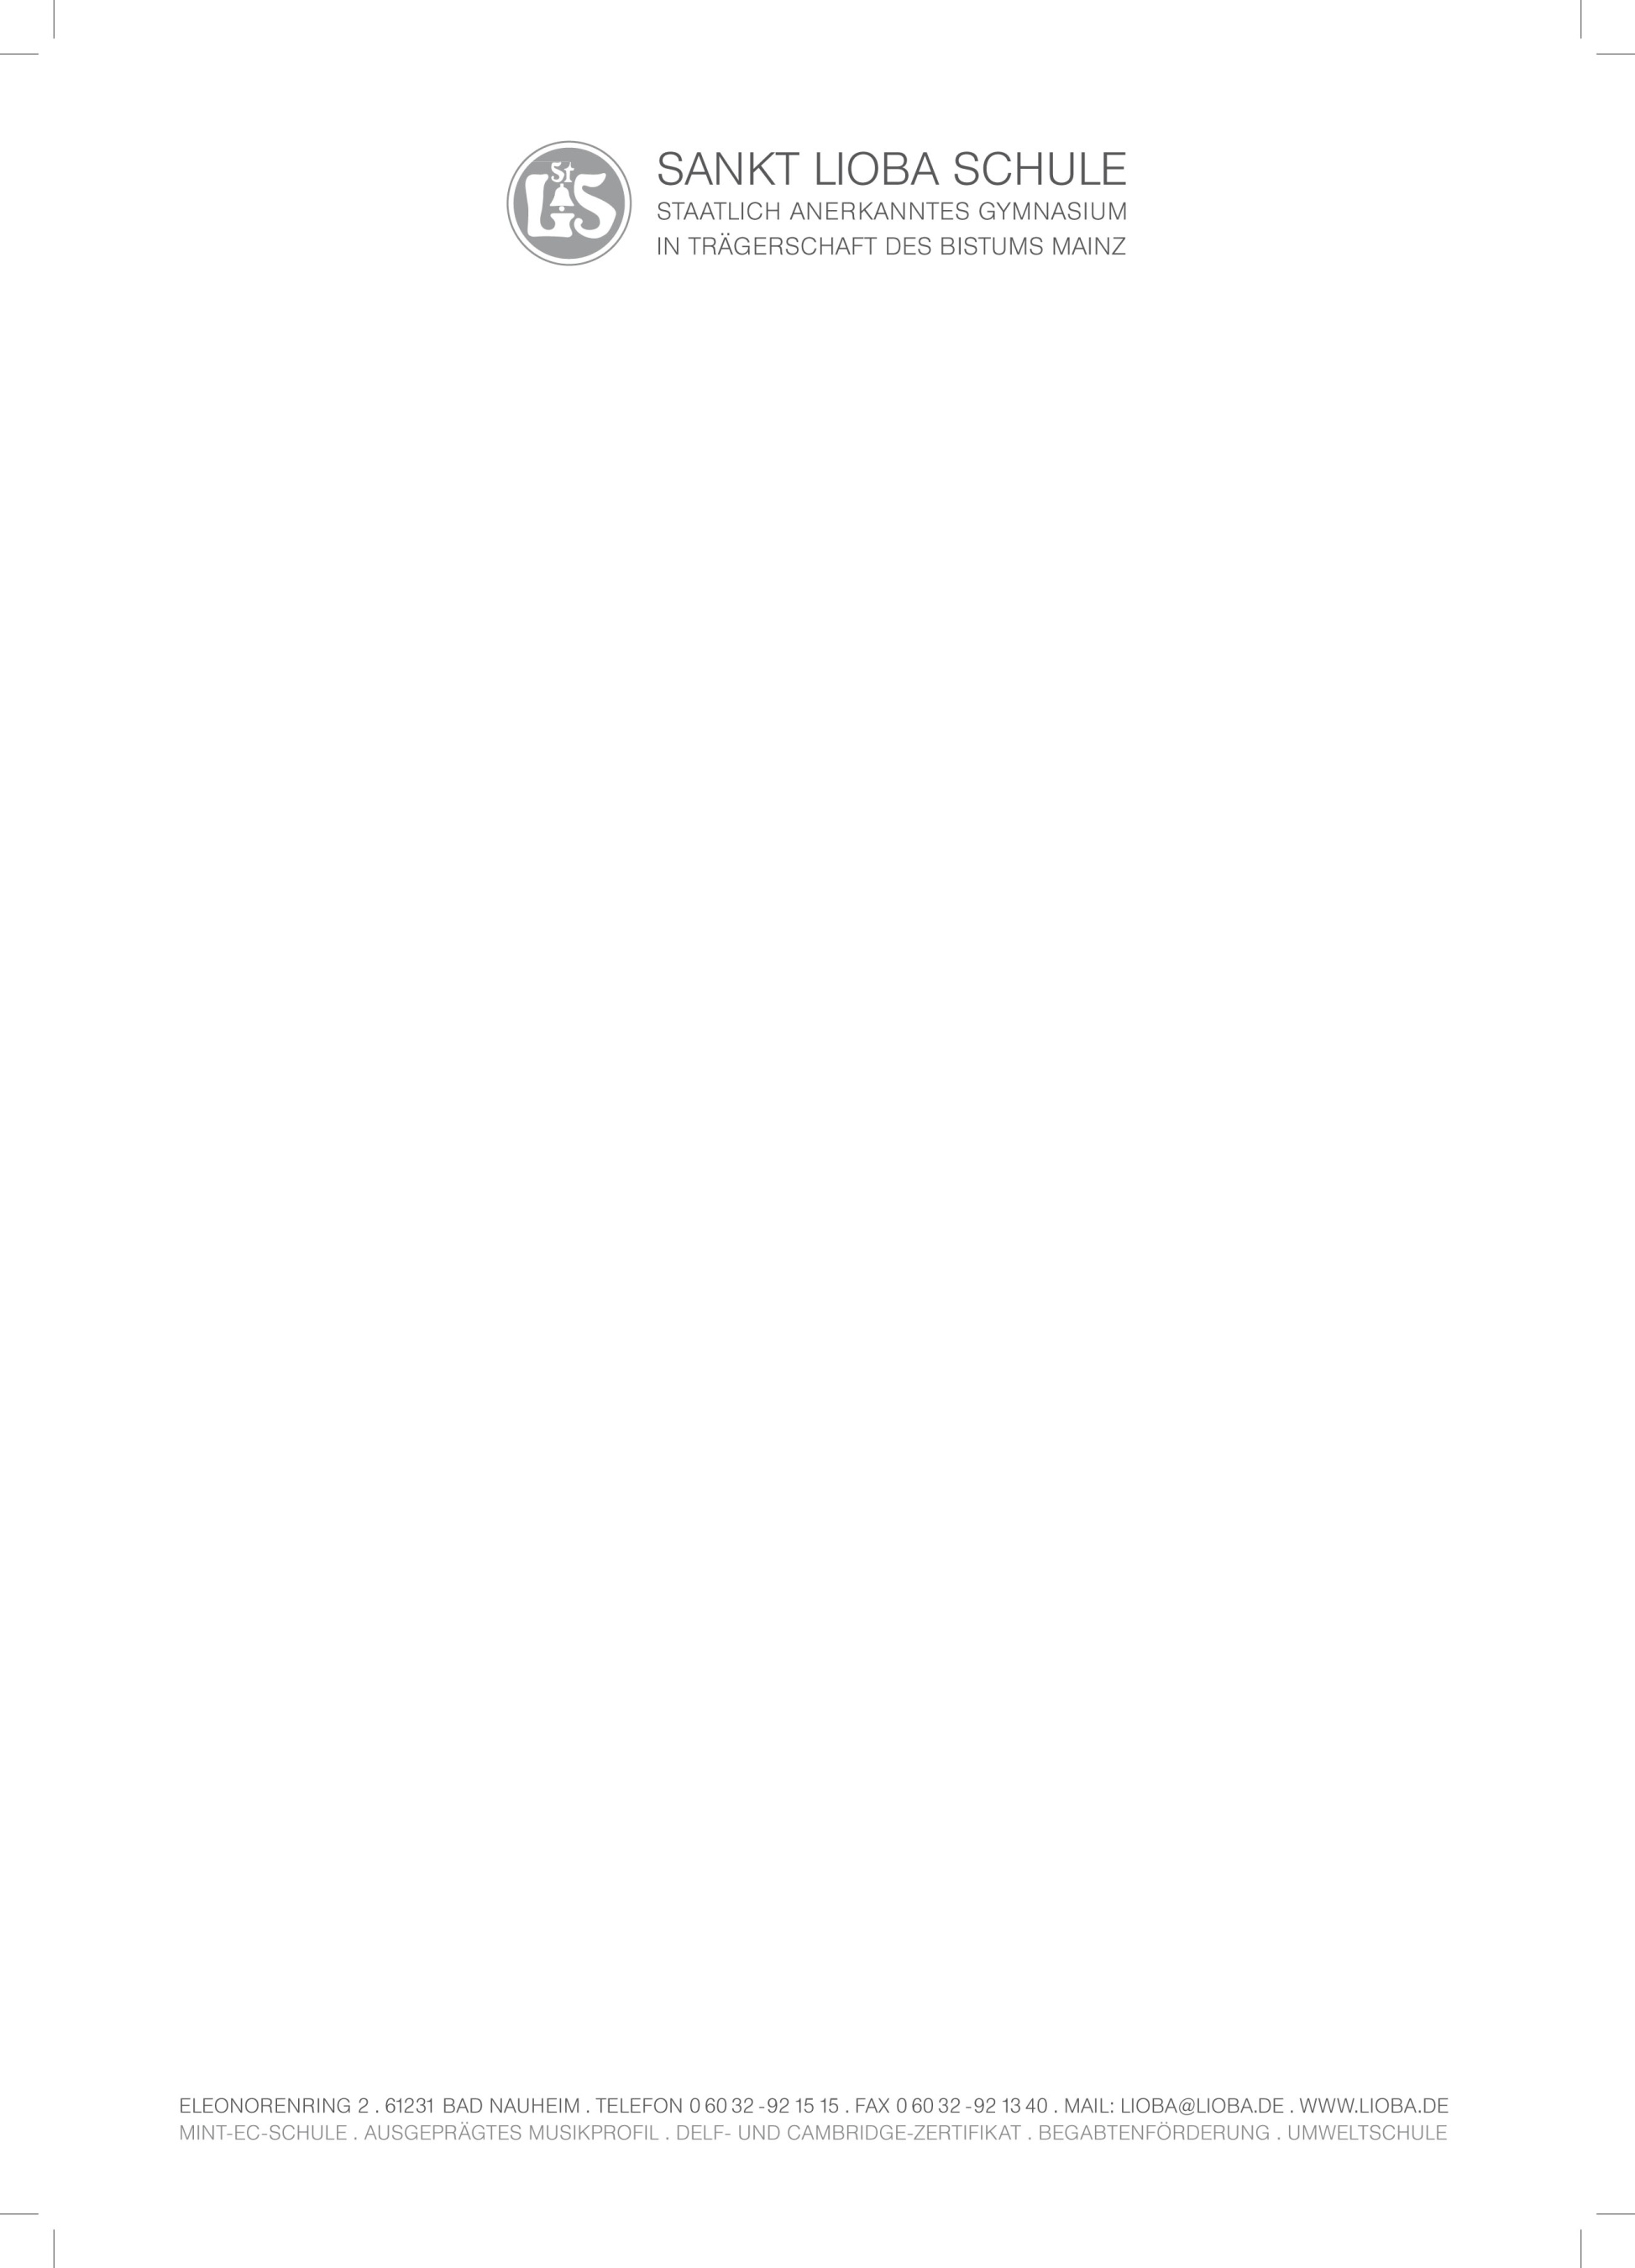 St
LS
SANKT LIOBA SCHULE
STAATLICH ANERKANNTES GYMNASIUM
IN TRÄGERSCHAFT DES BISTUMS MAINZ
ELEONORENRING 2 . 61231 BAD NAUHEIM . TELEFON 0 60 32 - 92 15 15 . FAX 0 60 32 - 92 13 40 . MAIL: LIOBA@LIOBA.DE . WWW.LIOBA.DE
MINT-EC-SCHULE . AUSGEPRÄGTES MUSIKPROFIL . DELF- UND CAMBRIDGE-ZERTIFIKAT . BEGABTENFÖRDERUNG . UMWELTSCHULE